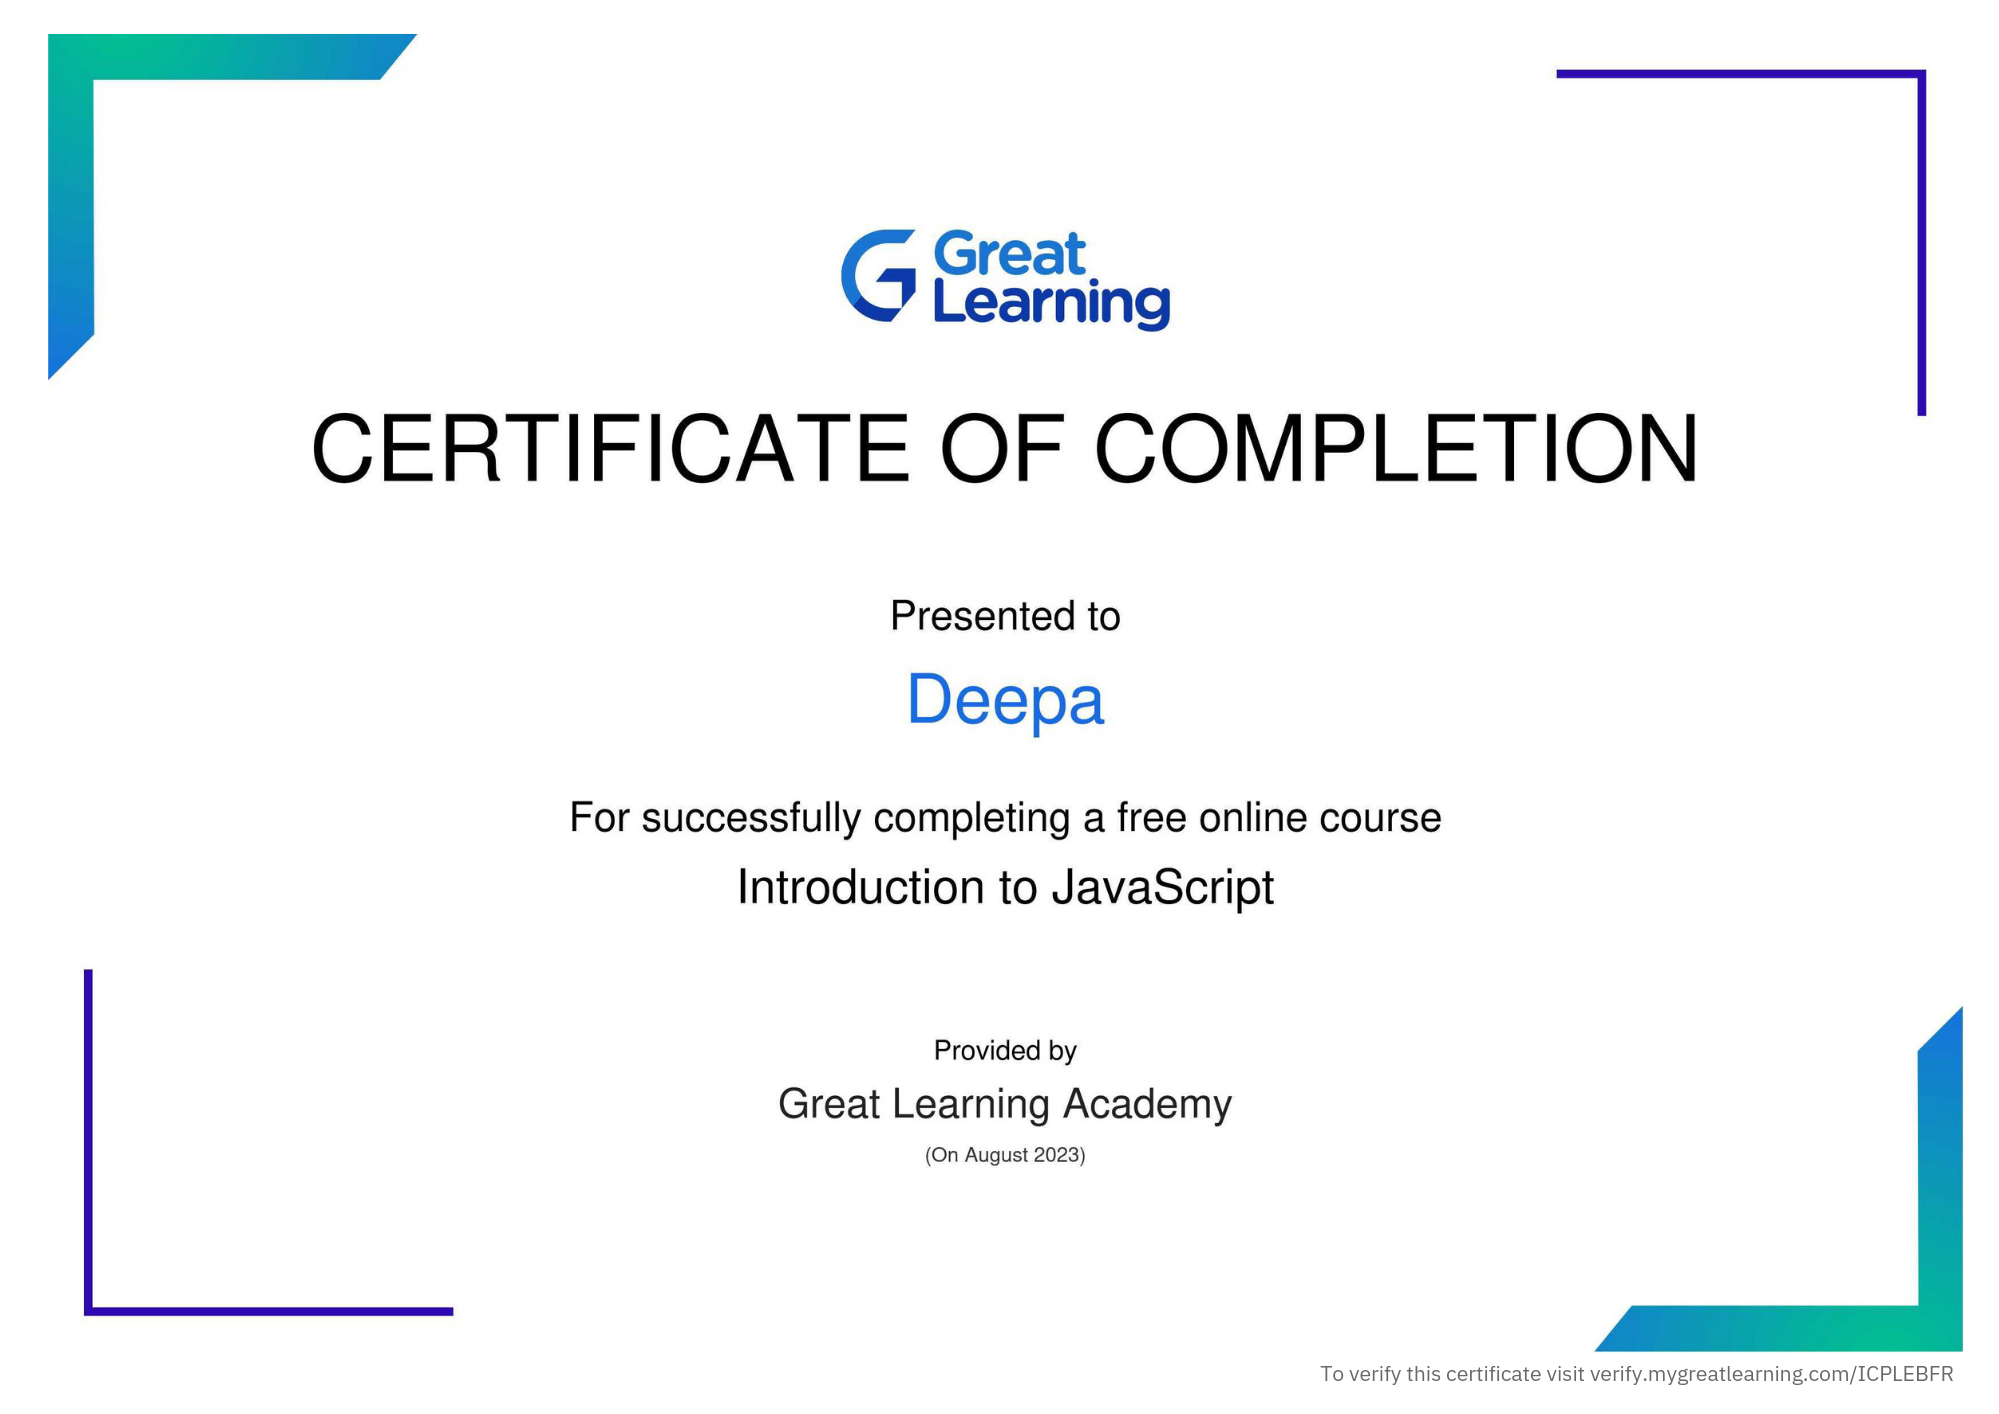 Great
Learning
CERTIFICATE OF COMPLETION
Presented to
Deepa
For successfully completing a free online course
Introduction to JavaScript
Provided by
Great Learning Academy
(On August 2023)
To verify this certificate visit verify.mygreatlearning.com/ICPLEBFR